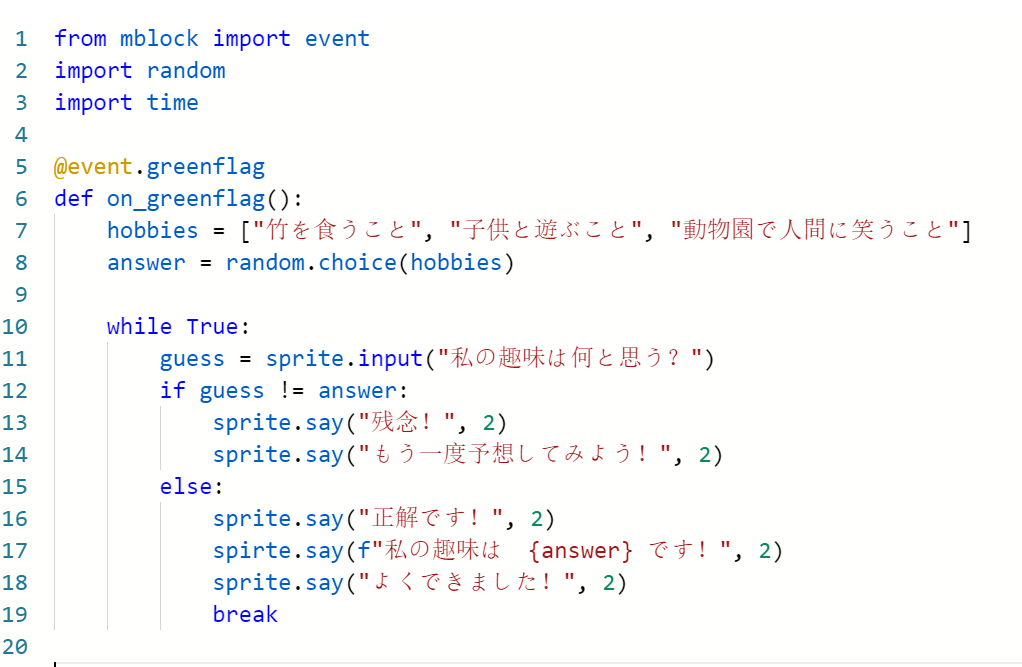 1 from mblock import event
2 import random
3 import time
4
5 @event.greenflag
6 def on_greenflag():
7     hobbies = ["竹を食うこと", "子供と遊ぶこと", "動物園で人間に笑うこと"]
8     answer = random.choice(hobbies)
9
10     while True:
11         guess = sprite.input("私の趣味は何と思う？")
12         if guess != answer:
13             sprite.say("残念！", 2)
14             sprite.say("もう一度予想してみよう！", 2)
15         else:
16             sprite.say("正解です！", 2)
17             spirte.say(f"私の趣味は　{answer} です！", 2)
18             sprite.say("よくできました！", 2)
19             break
20